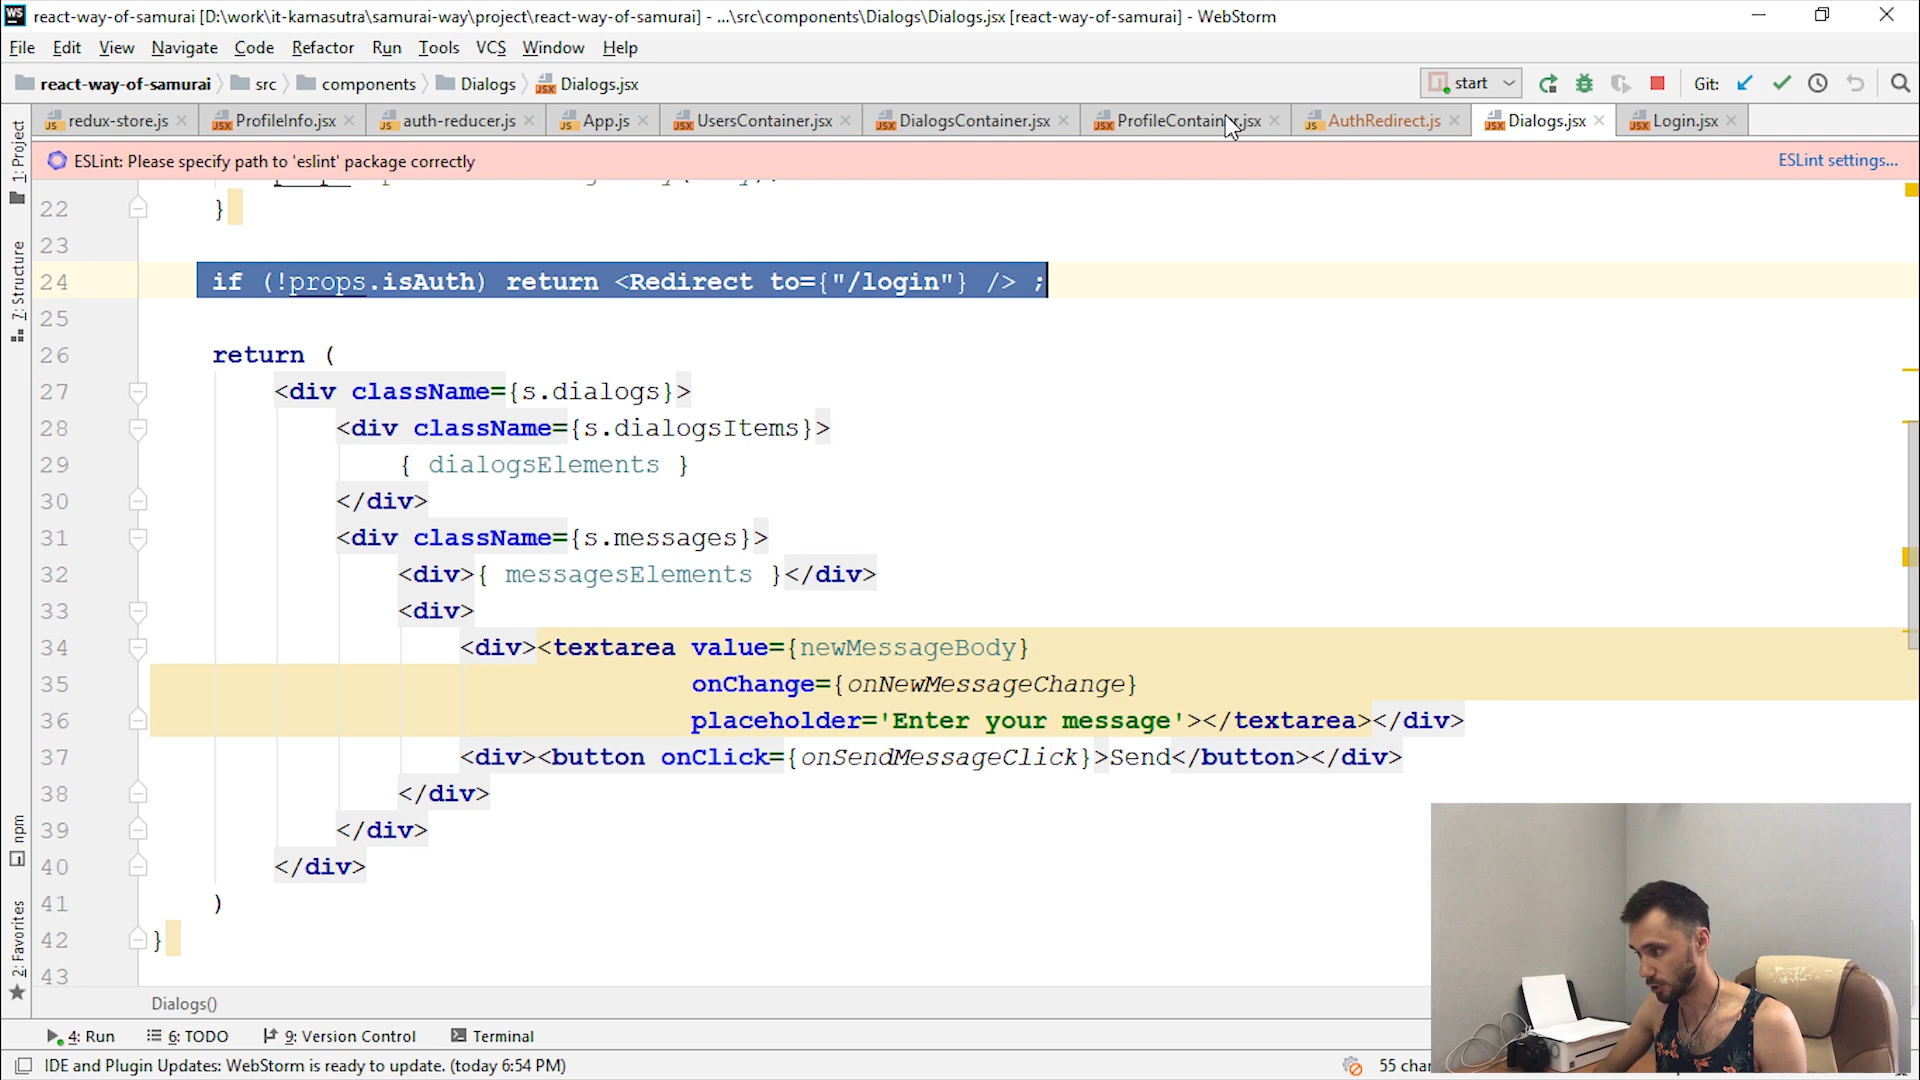 WS react-way-of-samurai [D:\work\it-kamasutra\samurai-way\project\react-way-of-samurai] - ...\src\components\Dialogs\Dialogs.jsx [react-way-of-samurai] - WebStorm
File Edit View Navigate Code Refactor Run Tools VCS Window Help
react-way-of-samurai src components Dialogs Dialogs.jsx start Git:
redux-store.js ProfileInfo.jsx auth-reducer.js App.js UsersContainer.jsx DialogsContainer.jsx ProfileContainer.jsx AuthRedirect.js Dialogs.jsx Login.jsx
ESLint: Please specify path to 'eslint' package correctly ESLint settings...
1: Project
7: Structure
npm
2: Favorites
22 }
23
24 if (!props.isAuth) return <Redirect to={"/login"} /> ;
25
26 return (
27 <div className={s.dialogs}>
28 <div className={s.dialogsItems}>
29 { dialogsElements }
30 </div>
31 <div className={s.messages}>
32 <div>{ messagesElements }</div>
33 <div>
34 <div><textarea value={newMessageBody}
35 onChange={onNewMessageChange}
36 placeholder='Enter your message'></textarea></div>
37 <div><button onClick={onSendMessageClick}>Send</button></div>
38 </div>
39 </div>
40 </div>
41 )
42 }
43
Dialogs()
4: Run 6: TODO 9: Version Control Terminal
IDE and Plugin Updates: WebStorm is ready to update. (today 6:54 PM) 55